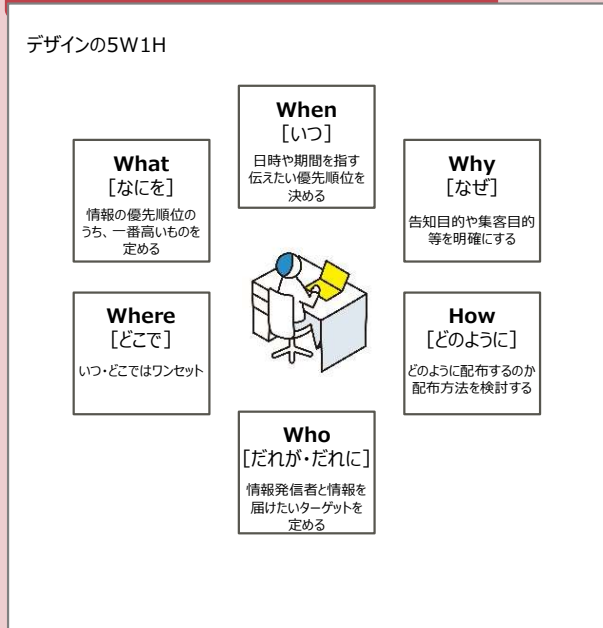 デザインの5W1H
When
[いつ]
日時や期間を指す
伝えたい優先順位を
決める
What
[なにを]
情報の優先順位の
うち、一番高いものを
定める
Why
[なぜ]
告知目的や集客目的
等を明確にする
Where
[どこで]
いつ・どこではワンセット
How
[どのように]
どのように配布するのか
配布方法を検討する
Who
[だれが・だれに]
情報発信者と情報を
届けたいターゲットを
定める